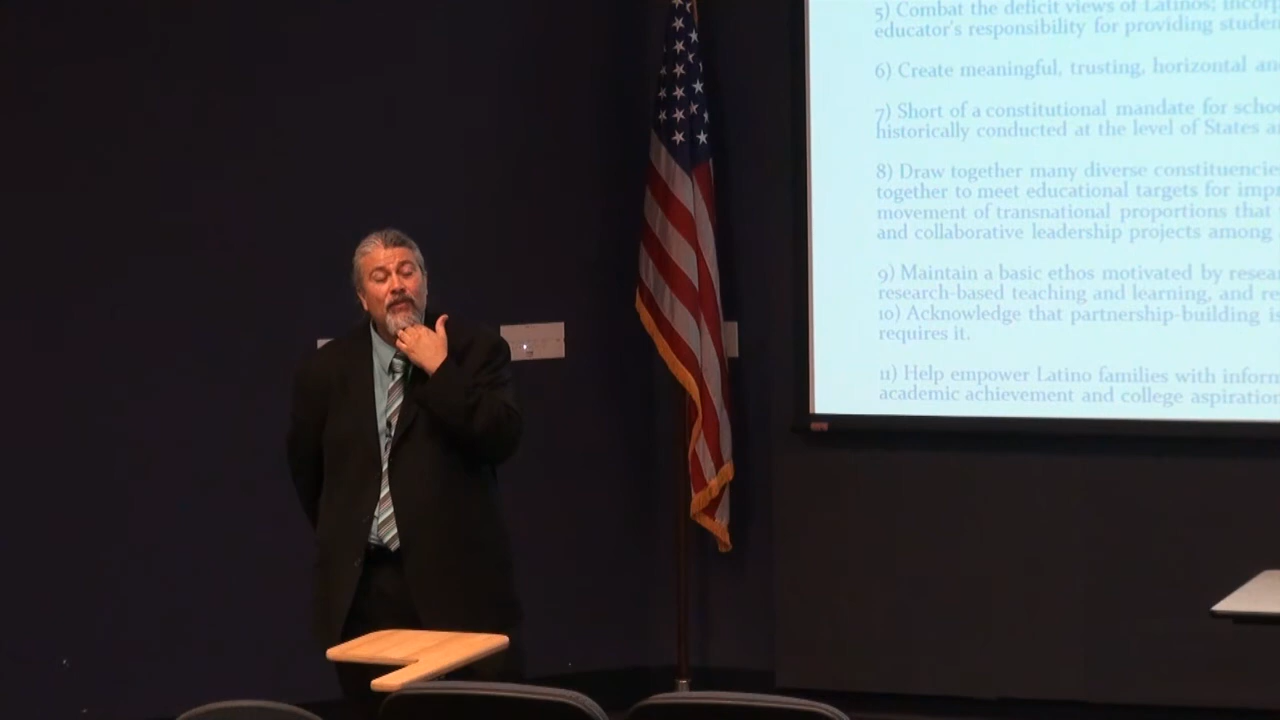 5) Combat the deficit views of Latinos; incorp
educator's responsibility for providing studen
6) Create meaningful, trusting, horizontal an
7) Short of a constitutional mandate for scho
historically conducted at the level of States a
8) Draw together many diverse constituencie
together to meet educational targets for impr
movement of transnational proportions that
and collaborative leadership projects among
9) Maintain a basic ethos motivated by resear
research-based teaching and learning, and re
10) Acknowledge that partnership-building is
requires it.
11) Help empower Latino families with inform
academic achievement and college aspiration